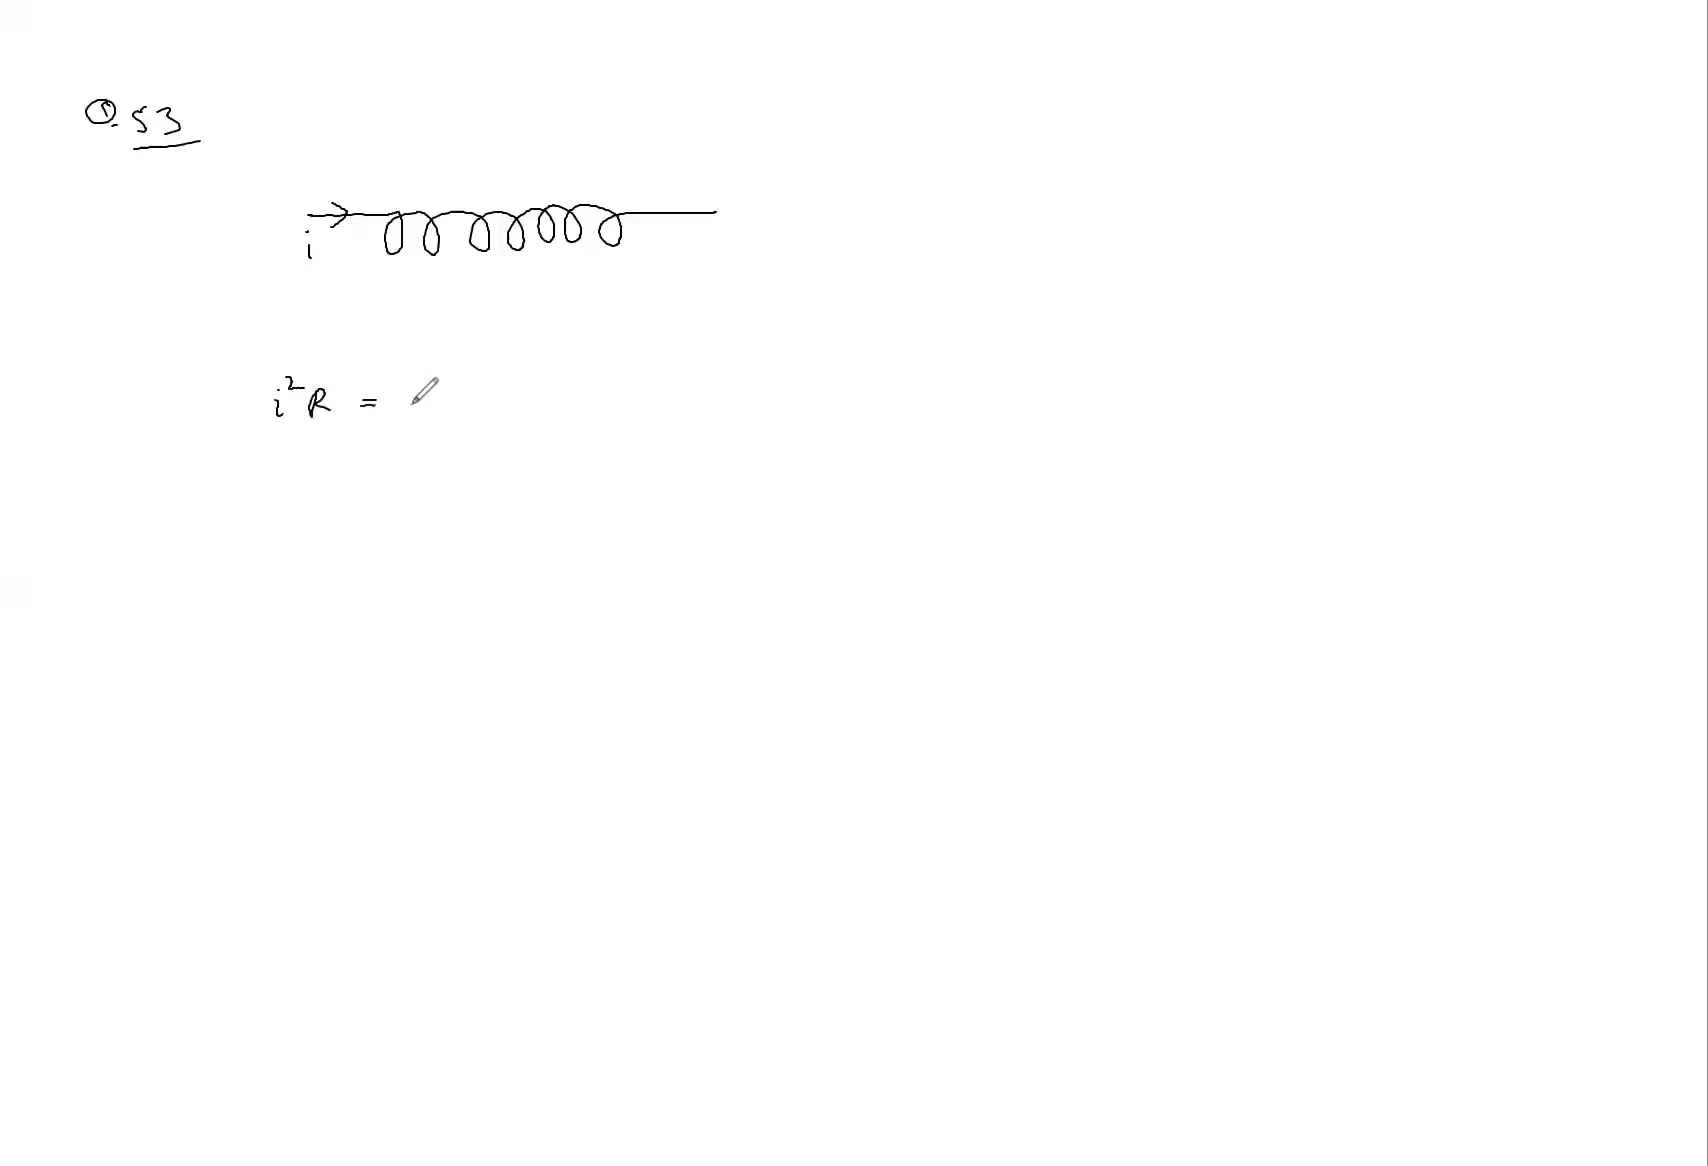 Q. 53
i
i²R =